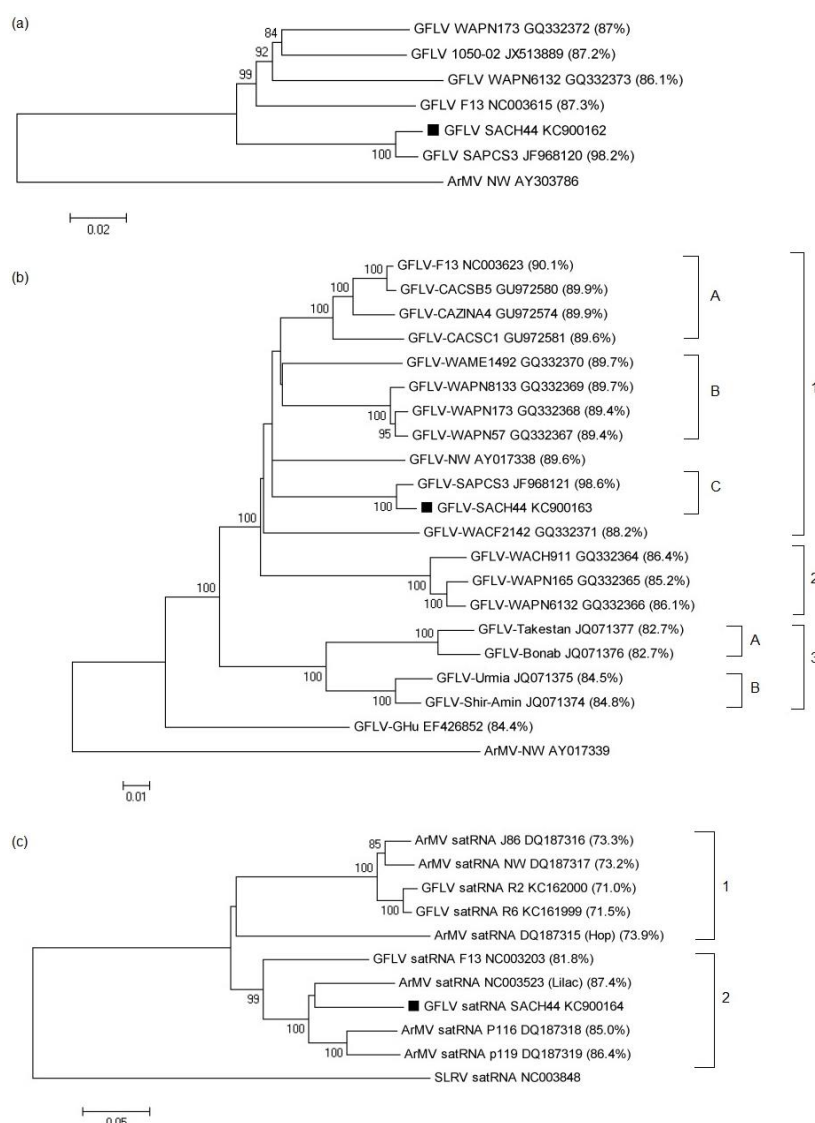 (a)
84
GFLV WAPN173 GQ332372 (87%)
92
GFLV 1050-02 JX513889 (87.2%)
99
GFLV WAPN6132 GQ332373 (86.1%)
GFLV F13 NC003615 (87.3%)
GFLV SACH44 KC900162
100
GFLV SAPCS3 JF968120 (98.2%)
ArMV NW AY303786
0.02
(b)
100
GFLV-F13 NC003623 (90.1%)
100
GFLV-CACSB5 GU972580 (89.9%)
A
100
GFLV-CAZINA4 GU972574 (89.9%)
GFLV-CACSC1 GU972581 (89.6%)
GFLV-WAME1492 GQ332370 (89.7%)
GFLV-WAPN8133 GQ332369 (89.7%)
B
1
100
GFLV-WAPN173 GQ332368 (89.4%)
95
GFLV-WAPN57 GQ332367 (89.4%)
GFLV-NW AY017338 (89.6%)
GFLV-SAPCS3 JF968121 (98.6%)
C
100
GFLV-SACH44 KC900163
100
GFLV-WACF2142 GQ332371 (88.2%)
GFLV-WACH911 GQ332364 (86.4%)
100
GFLV-WAPN165 GQ332365 (85.2%)
2
100
100
GFLV-WAPN6132 GQ332366 (86.1%)
100
GFLV-Takestan JQ071377 (82.7%)
A
GFLV-Bonab JQ071376 (82.7%)
3
100
GFLV-Urmia JQ071375 (84.5%)
B
100
GFLV-Shir-Amin JQ071374 (84.8%)
GFLV-GHu EF426852 (84.4%)
ArMV-NW AY017339
0.01
(c)
85
ArMV satRNA J86 DQ187316 (73.3%)
100
ArMV satRNA NW DQ187317 (73.2%)
GFLV satRNA R2 KC162000 (71.0%)
1
100
GFLV satRNA R6 KC161999 (71.5%)
ArMV satRNA DQ187315 (Hop) (73.9%)
GFLV satRNA F13 NC003203 (81.8%)
99
ArMV satRNA NC003523 (Lilac) (87.4%)
GFLV satRNA SACH44 KC900164
2
100
ArMV satRNA P116 DQ187318 (85.0%)
100
ArMV satRNA p119 DQ187319 (86.4%)
SLRV satRNA NC003848
0.05